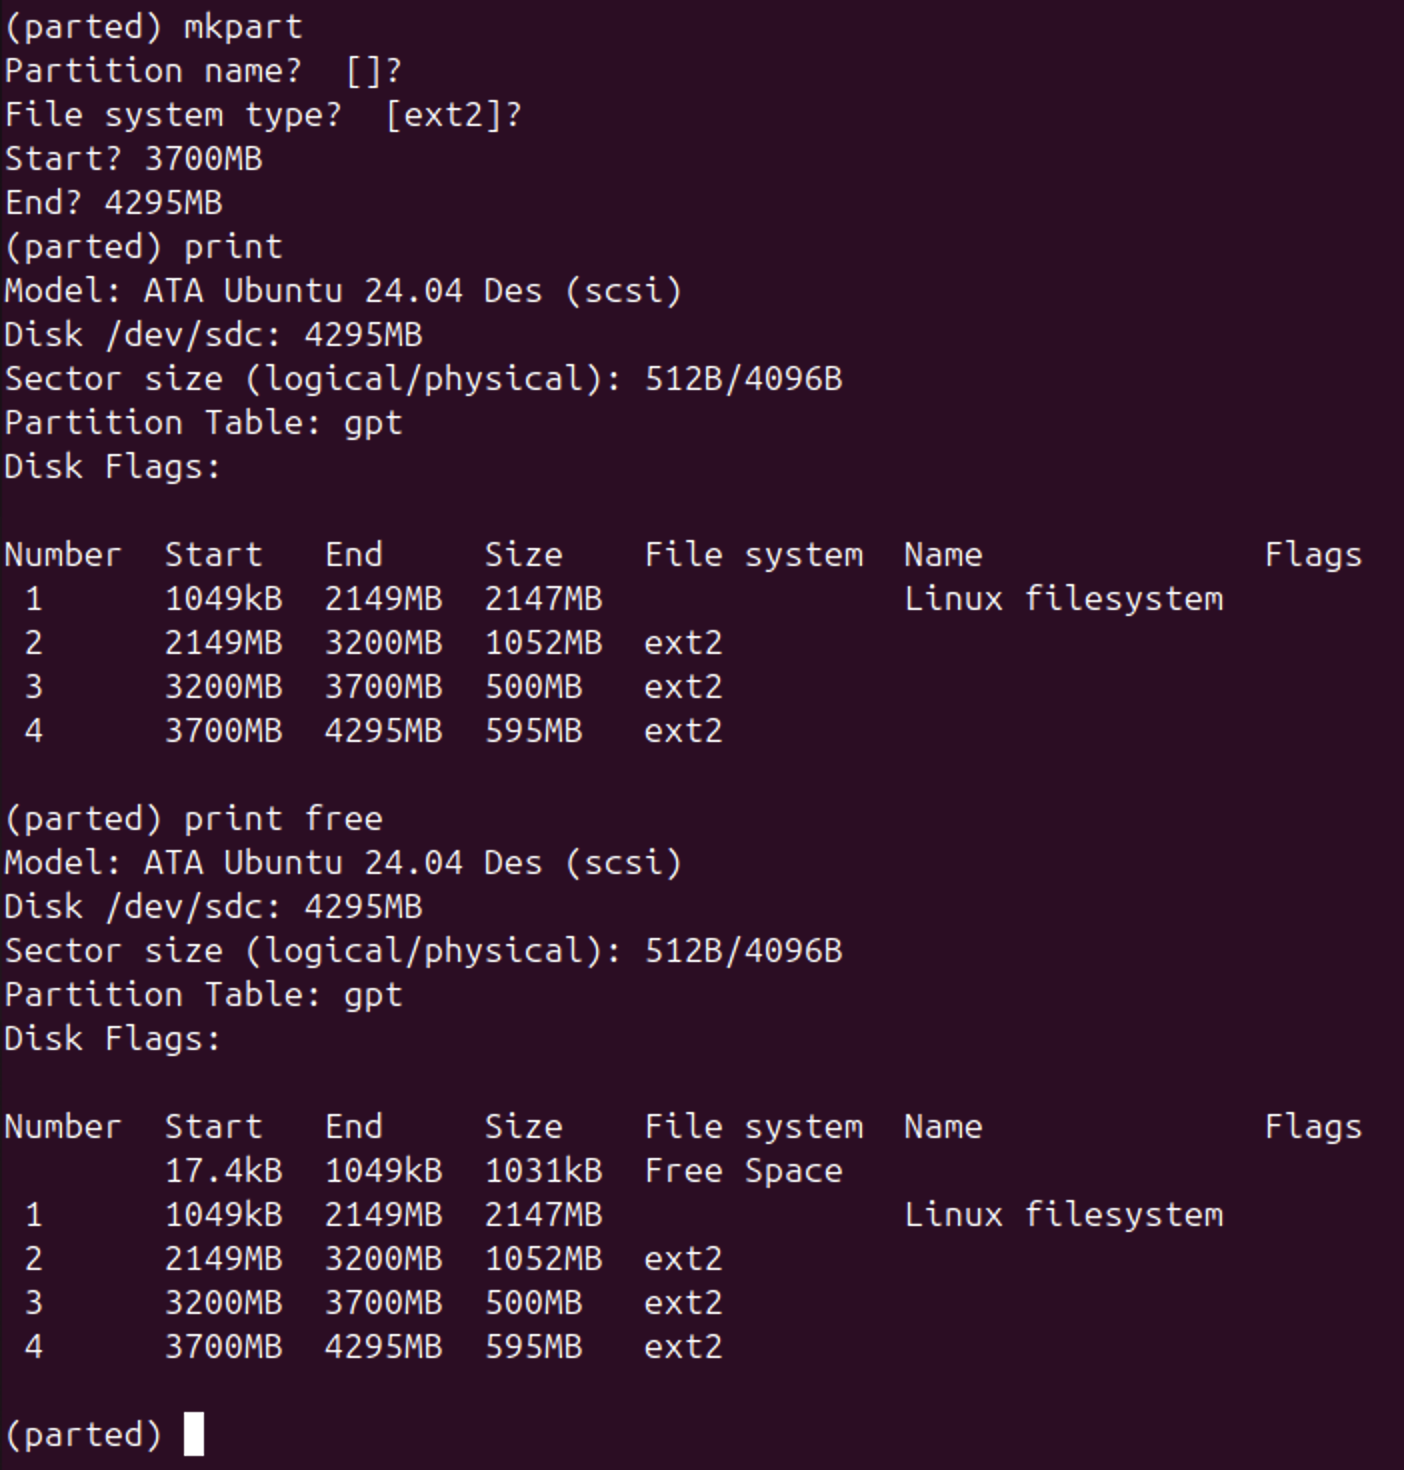 (parted) mkpart
Partition name?  []?
File system type?  [ext2]?
Start? 3700MB
End? 4295MB
(parted) print
Model: ATA Ubuntu 24.04 Des (scsi)
Disk /dev/sdc: 4295MB
Sector size (logical/physical): 512B/4096B
Partition Table: gpt
Disk Flags:

Number  Start   End     Size    File system  Name              Flags
 1      1049kB  2149MB  2147MB               Linux filesystem
 2      2149MB  3200MB  1052MB  ext2
 3      3200MB  3700MB  500MB   ext2
 4      3700MB  4295MB  595MB   ext2

(parted) print free
Model: ATA Ubuntu 24.04 Des (scsi)
Disk /dev/sdc: 4295MB
Sector size (logical/physical): 512B/4096B
Partition Table: gpt
Disk Flags:

Number  Start   End     Size    File system  Name              Flags
        17.4kB  1049kB  1031kB  Free Space
 1      1049kB  2149MB  2147MB               Linux filesystem
 2      2149MB  3200MB  1052MB  ext2
 3      3200MB  3700MB  500MB   ext2
 4      3700MB  4295MB  595MB   ext2

(parted)